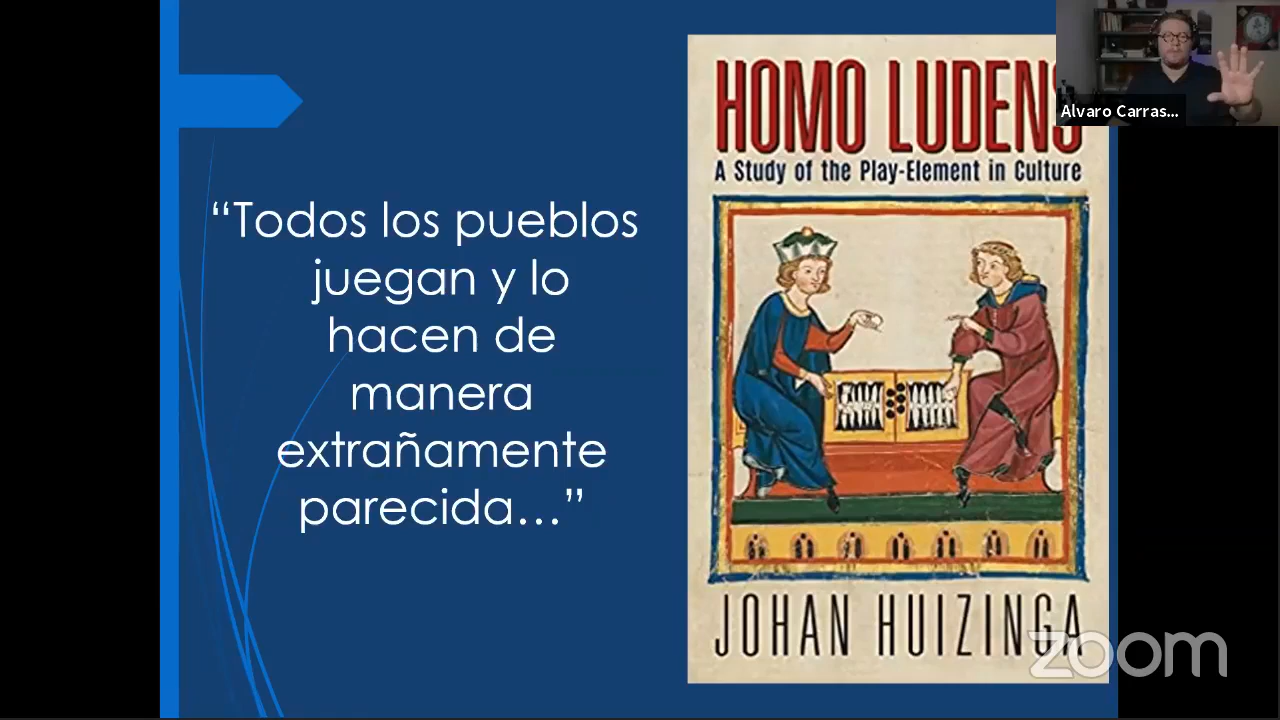 “Todos los pueblos
juegan y lo
hacen de
manera
extrañamente
parecida…”
HOMO LUDENS
A Study of the Play-Element in Culture
JOHAN HUIZINGA
Alvaro Carras...
zoom